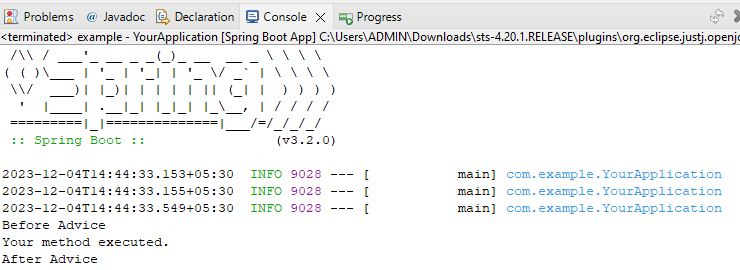 Problems @ Javadoc Declaration Console × Progress
<terminated> example - YourApplication [Spring Boot App] C:\Users\ADMIN\Downloads\sts-4.20.1.RELEASE\plugins\org.eclipse.justj.openj
 /\\ / ___'_ __ _ _(_)_ __  __ _ \ \ \ \
( ( )\___ | '_ | '_| | '_ \/ _` | \ \ \ \
 \\/  ___)| |_)| | | | | || (_| |  ) ) ) )
  '  |____| .__|_| |_|_| |_\__, | / / / /
 =========|_|==============|___/=/_/_/_/
 :: Spring Boot ::                (v3.2.0)
2023-12-04T14:44:33.153+05:30  INFO 9028 --- [           main] com.example.YourApplication
2023-12-04T14:44:33.155+05:30  INFO 9028 --- [           main] com.example.YourApplication
2023-12-04T14:44:33.549+05:30  INFO 9028 --- [           main] com.example.YourApplication
Before Advice
Your method executed.
After Advice